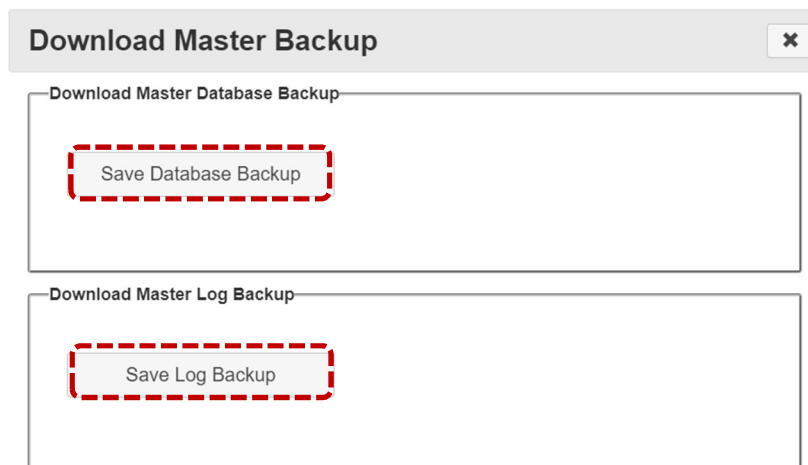 Download Master Backup
Download Master Database Backup
Save Database Backup
Download Master Log Backup
Save Log Backup